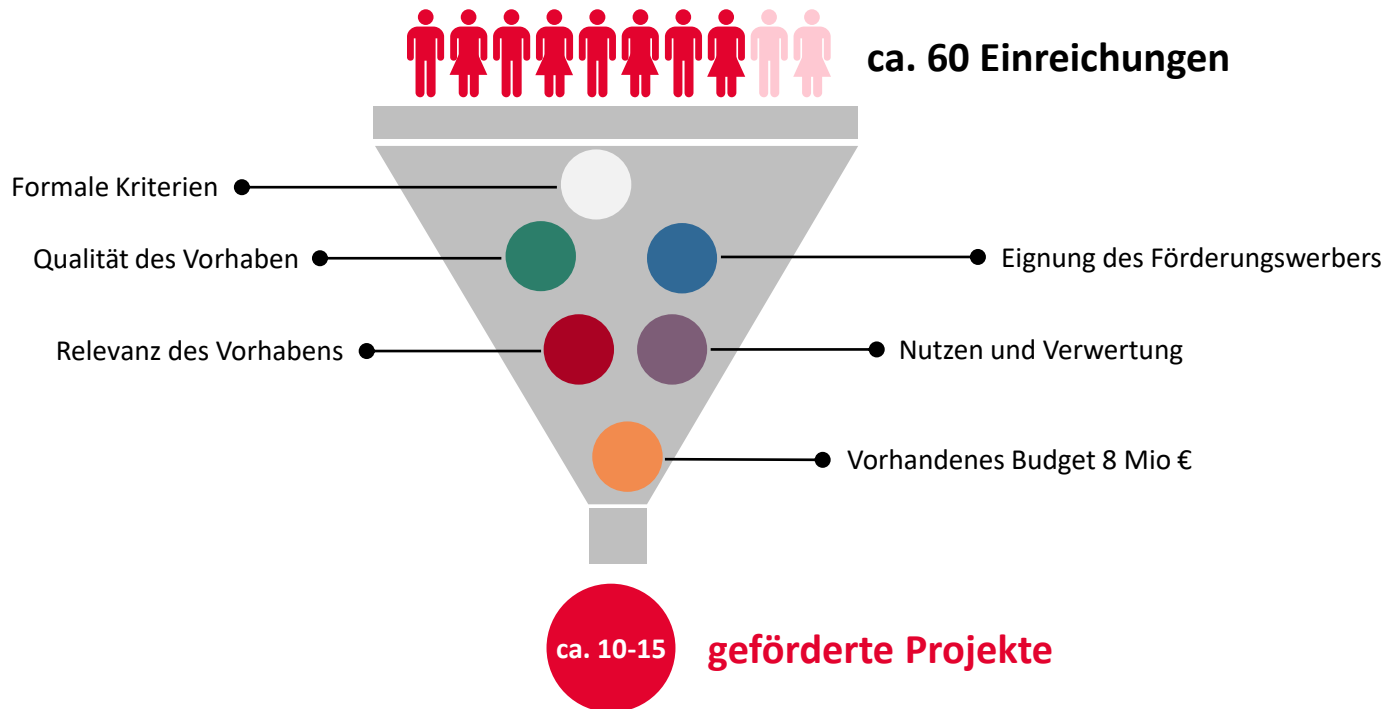 ca. 60 Einreichungen
Formale Kriterien
Qualität des Vorhaben
Eignung des Förderungswerbers
Relevanz des Vorhabens
Nutzen und Verwertung
Vorhandenes Budget 8 Mio €
ca. 10-15
geförderte Projekte